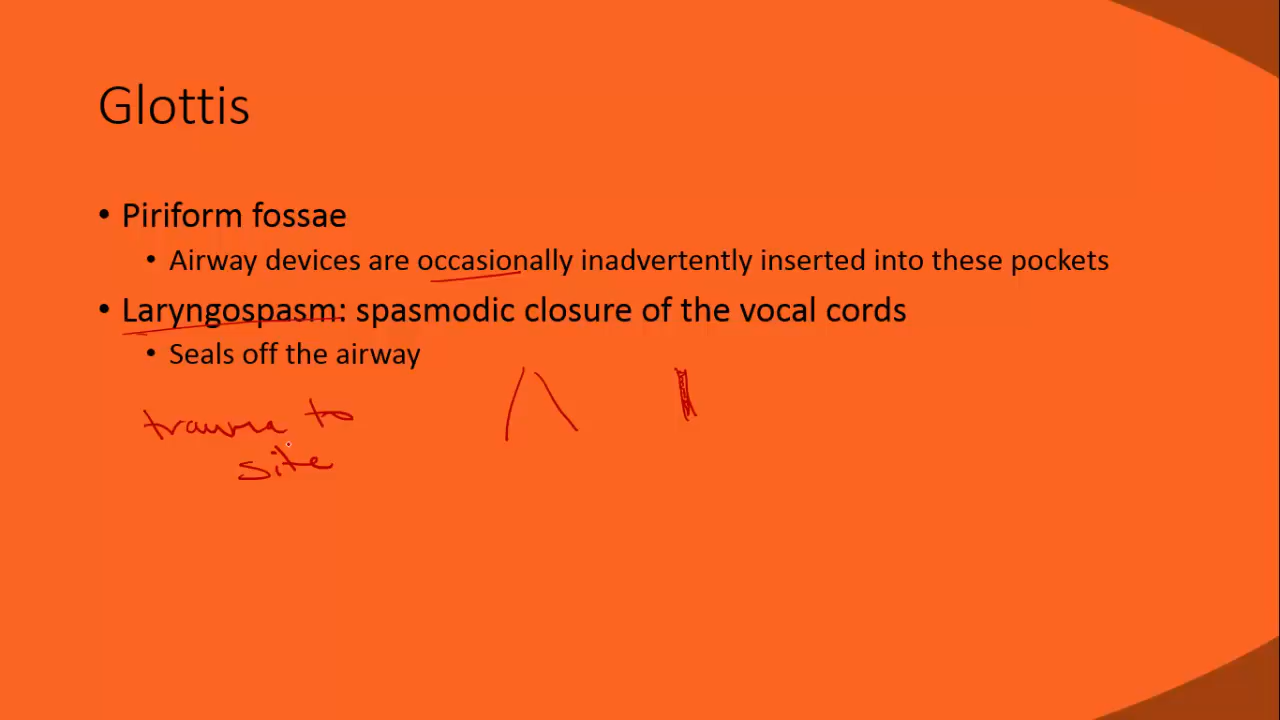 Glottis
• Piriform fossae
• Airway devices are occasionally inadvertently inserted into these pockets
• Laryngospasm: spasmodic closure of the vocal cords
• Seals off the airway
trauma to
site